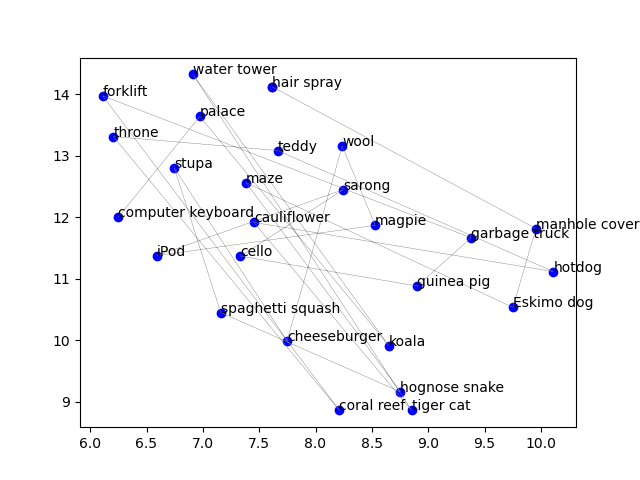 water tower
hair spray
forklift
palace
throne
teddy
wool
stupa
maze
sarong
computer keyboard
cauliflower
magpie
manhole cover
garbage truck
iPod
cello
hotdog
guinea pig
Eskimo dog
spaghetti squash
cheeseburger
koala
hognose snake
coral reef
tiger cat
14
13
12
11
10
9
6.0 6.5 7.0 7.5 8.0 8.5 9.0 9.5 10.0